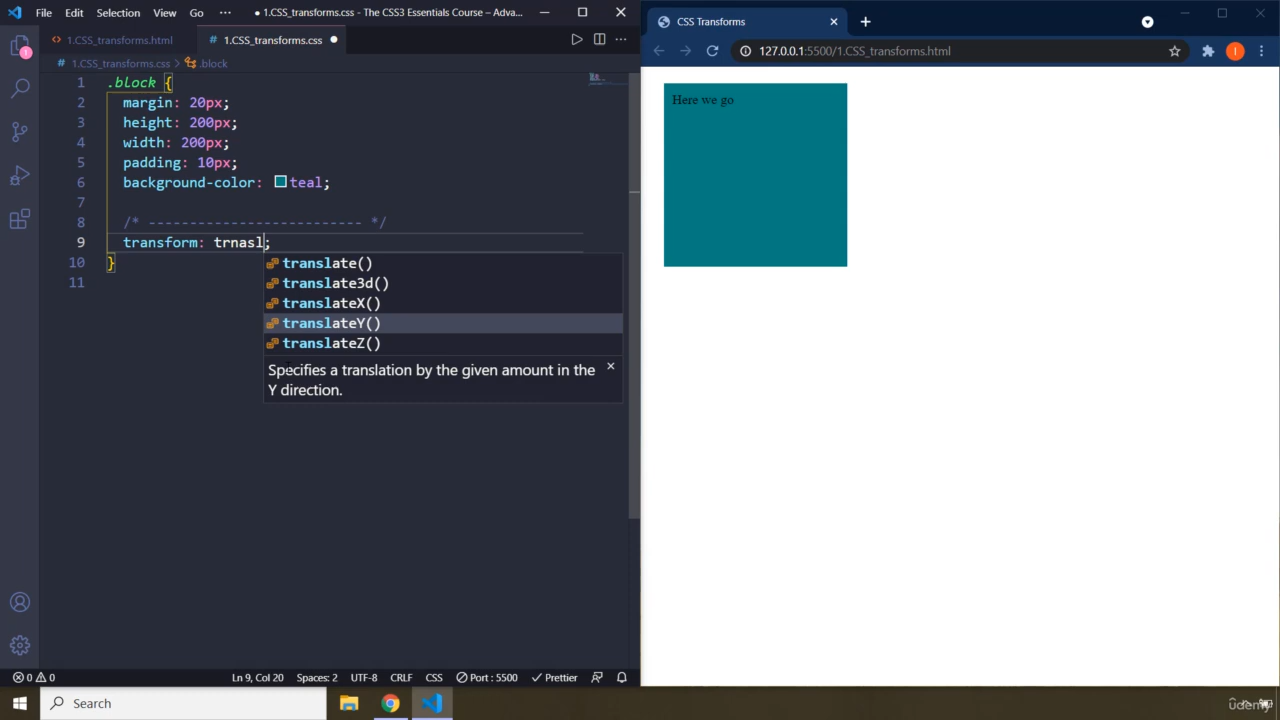 File Edit Selection View Go ··· ● 1.CSS_transforms.css - The CSS3 Essentials Course – Adva...
<> 1.CSS_transforms.html # 1.CSS_transforms.css ●
# 1.CSS_transforms.css > .block
1 .block {
2 margin: 20px;
3 height: 200px;
4 width: 200px;
5 padding: 10px;
6 background-color: teal;
7
8 /* -------------------------- */
9 transform: trnasl;
10 }
11
translate()
translate3d()
translateX()
translateY()
translateZ()
Specifies a translation by the given amount in the
Y direction.
1
0 0 Ln 9, Col 20 Spaces: 2 UTF-8 CRLF CSS Port : 5500 Prettier
CSS Transforms
127.0.0.1:5500/1.CSS_transforms.html
I
Here we go
Search
udemy